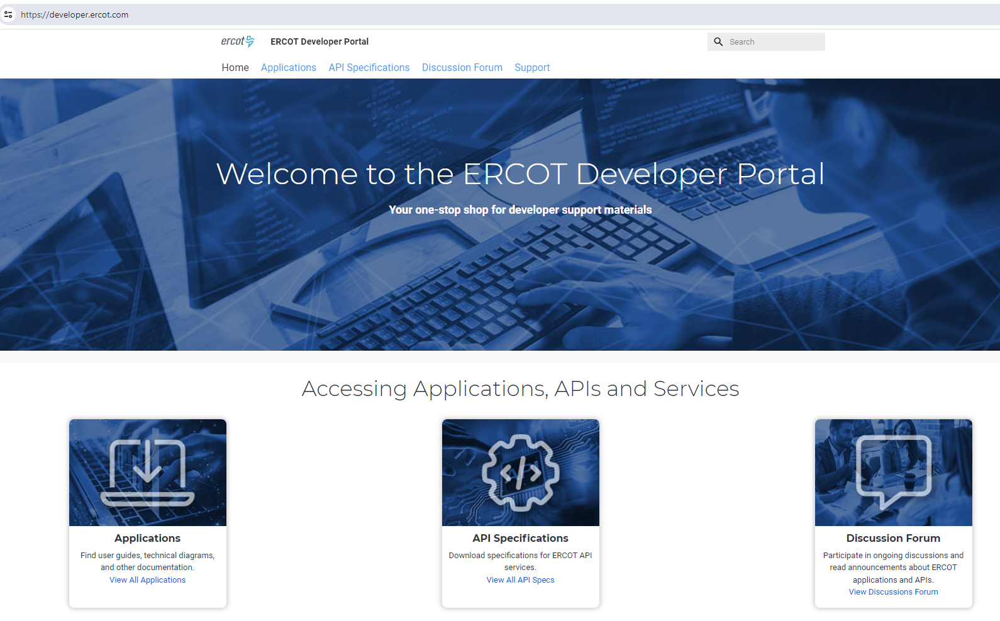 https://developer.ercot.com
ercot
ERCOT Developer Portal
Search
Home Applications API Specifications Discussion Forum Support
Welcome to the ERCOT Developer Portal
Your one-stop shop for developer support materials
Accessing Applications, APIs and Services
API
Applications
Find user guides, technical diagrams,
and other documentation.
View All Applications
API Specifications
Download specifications for ERCOT API
services.
View All API Specs
Discussion Forum
Participate in ongoing discussions and
read announcements about ERCOT
applications and APIs.
View Discussions Forum